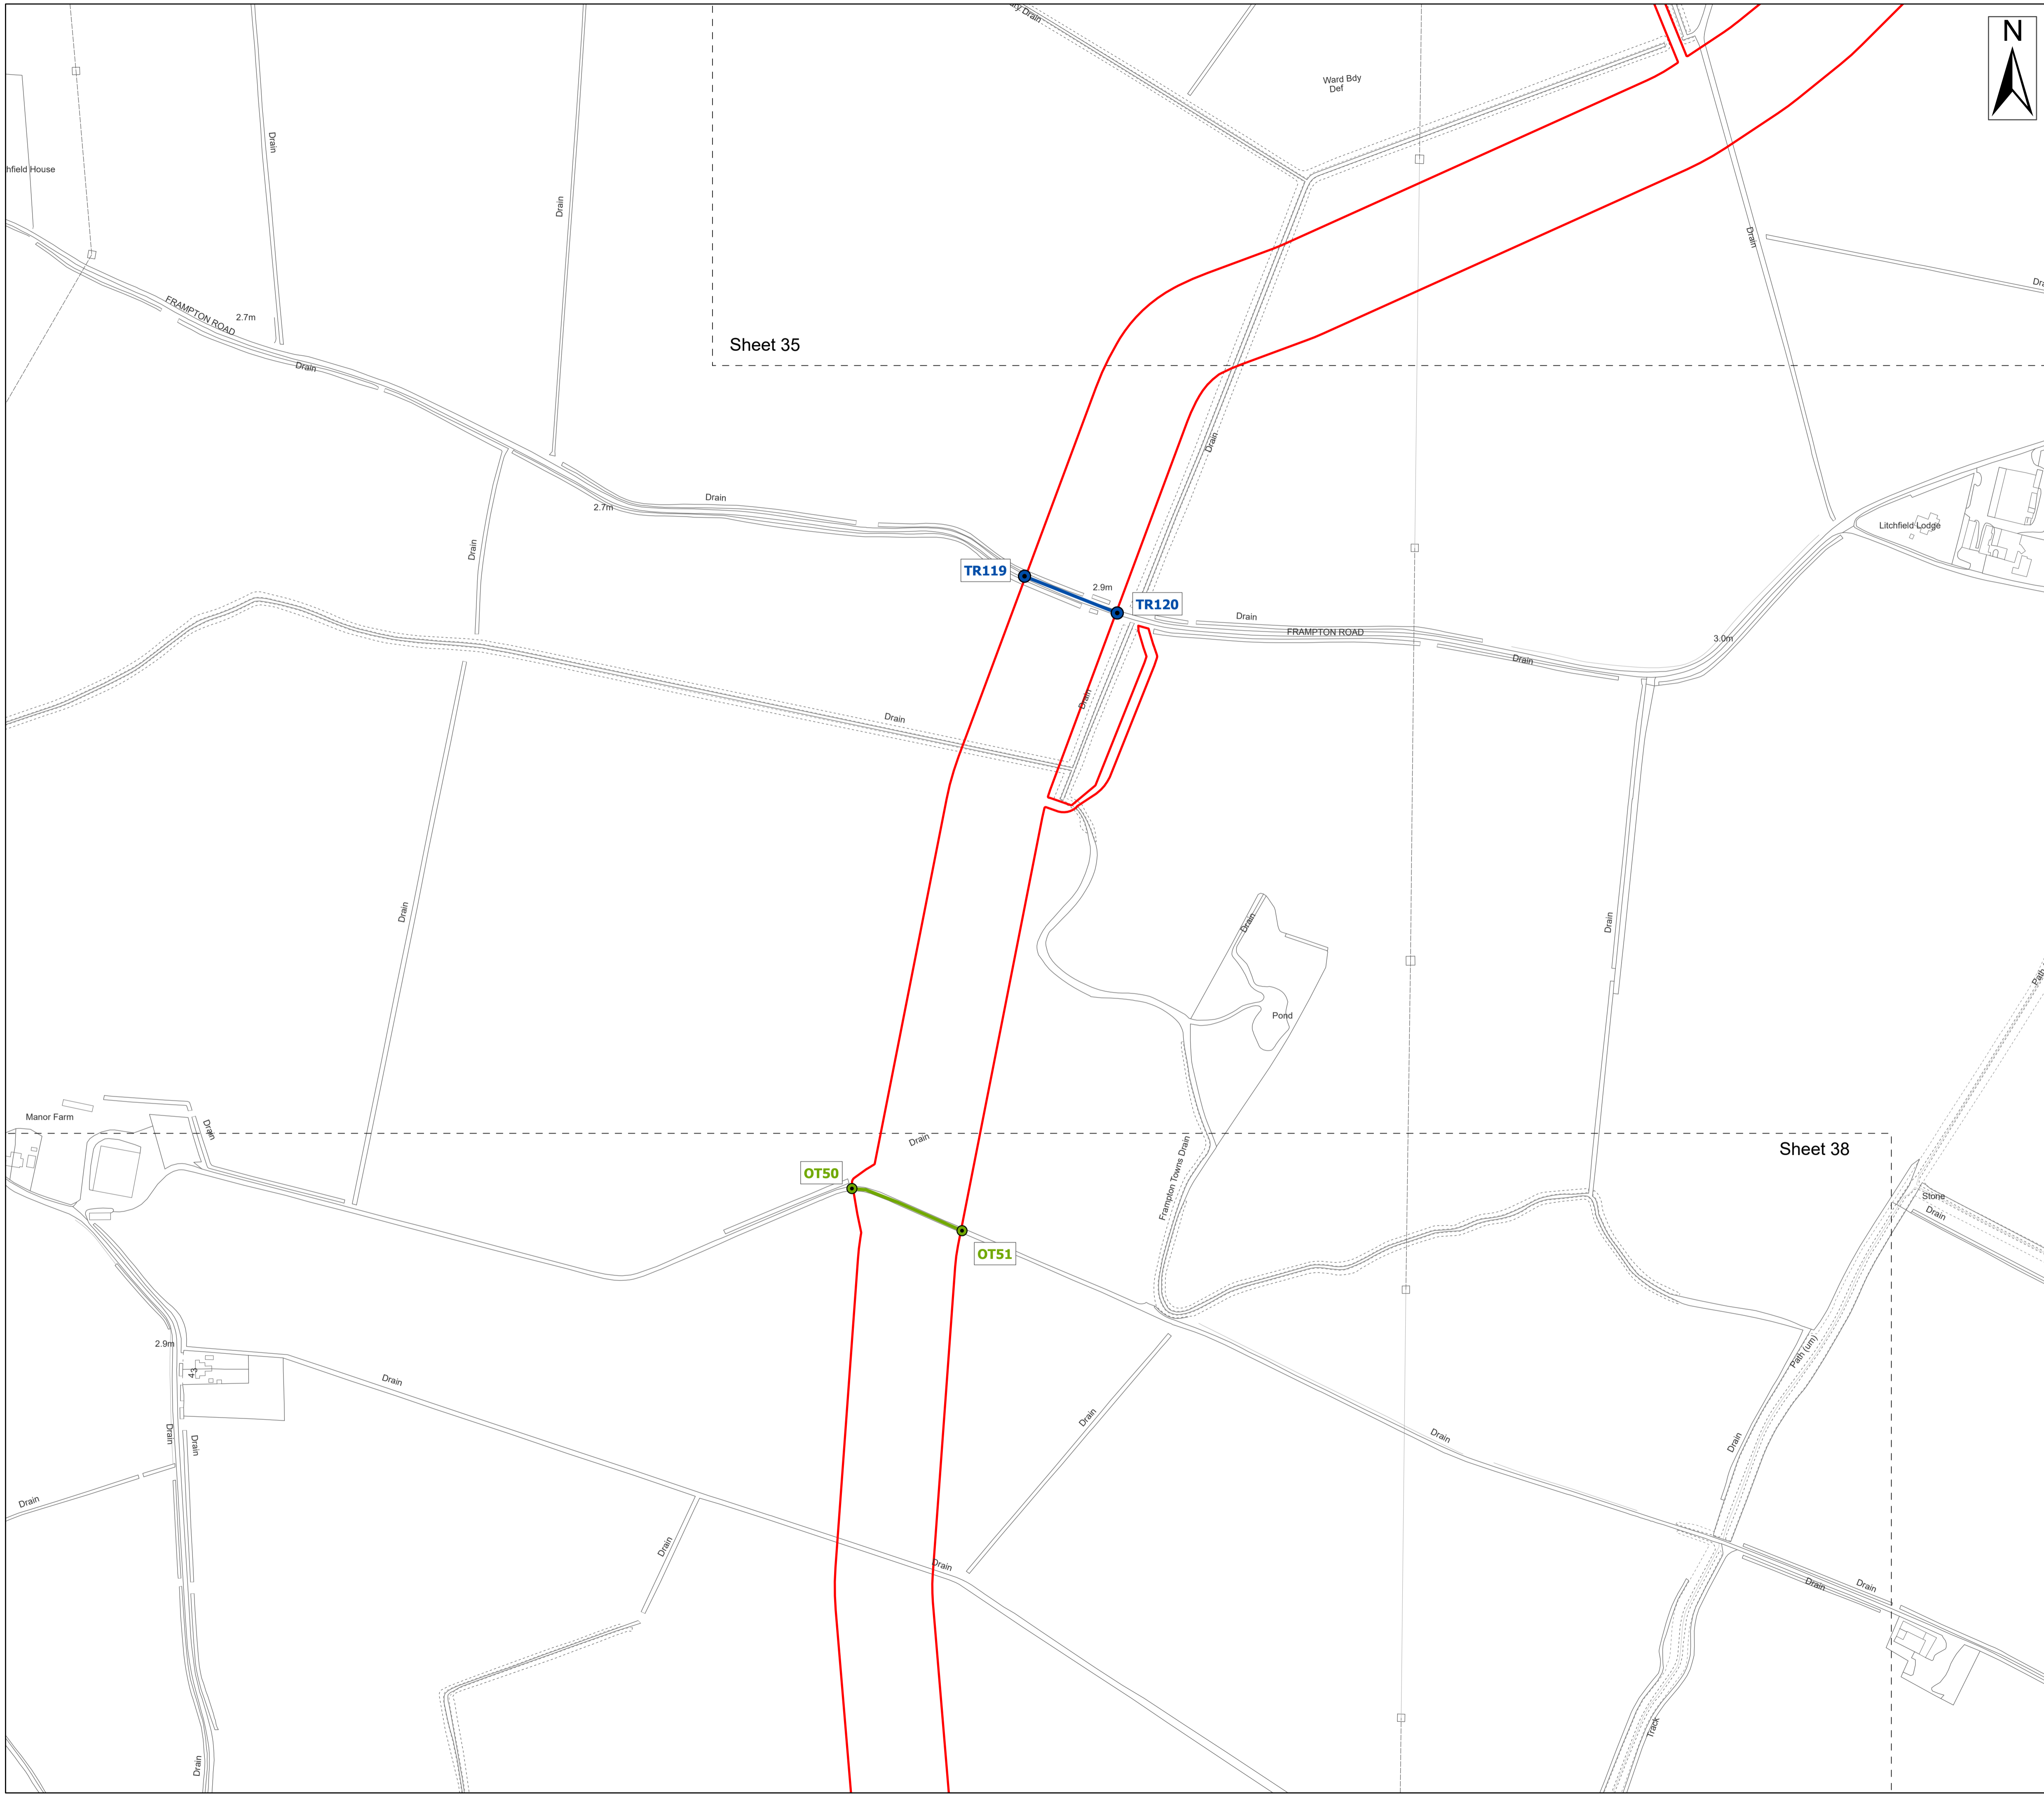 ary Drain
N
Ward Bdy
Def
Drain
hfield House
Drain
Drain
FRAMPTON ROAD
2.7m
Drain
Sheet 35
Drain
Drain
2.7m
Drain
Drain
Litchfield Lodge
TR119
2.9m
TR120
Drain
FRAMPTON ROAD
3.0m
Drain
Drain
Drain
Drain
Drain
Drain
Path
Pond
Manor Farm
Drain
Drain
Sheet 38
OT50
Frampton Towns Drain
Stone
Drain
OT51
2.9m
43
Drain
Path (um)
Drain
Drain
Drain
Drain
Drain
Drain
Drain
Drain
Drain
Drain
Track
Drain